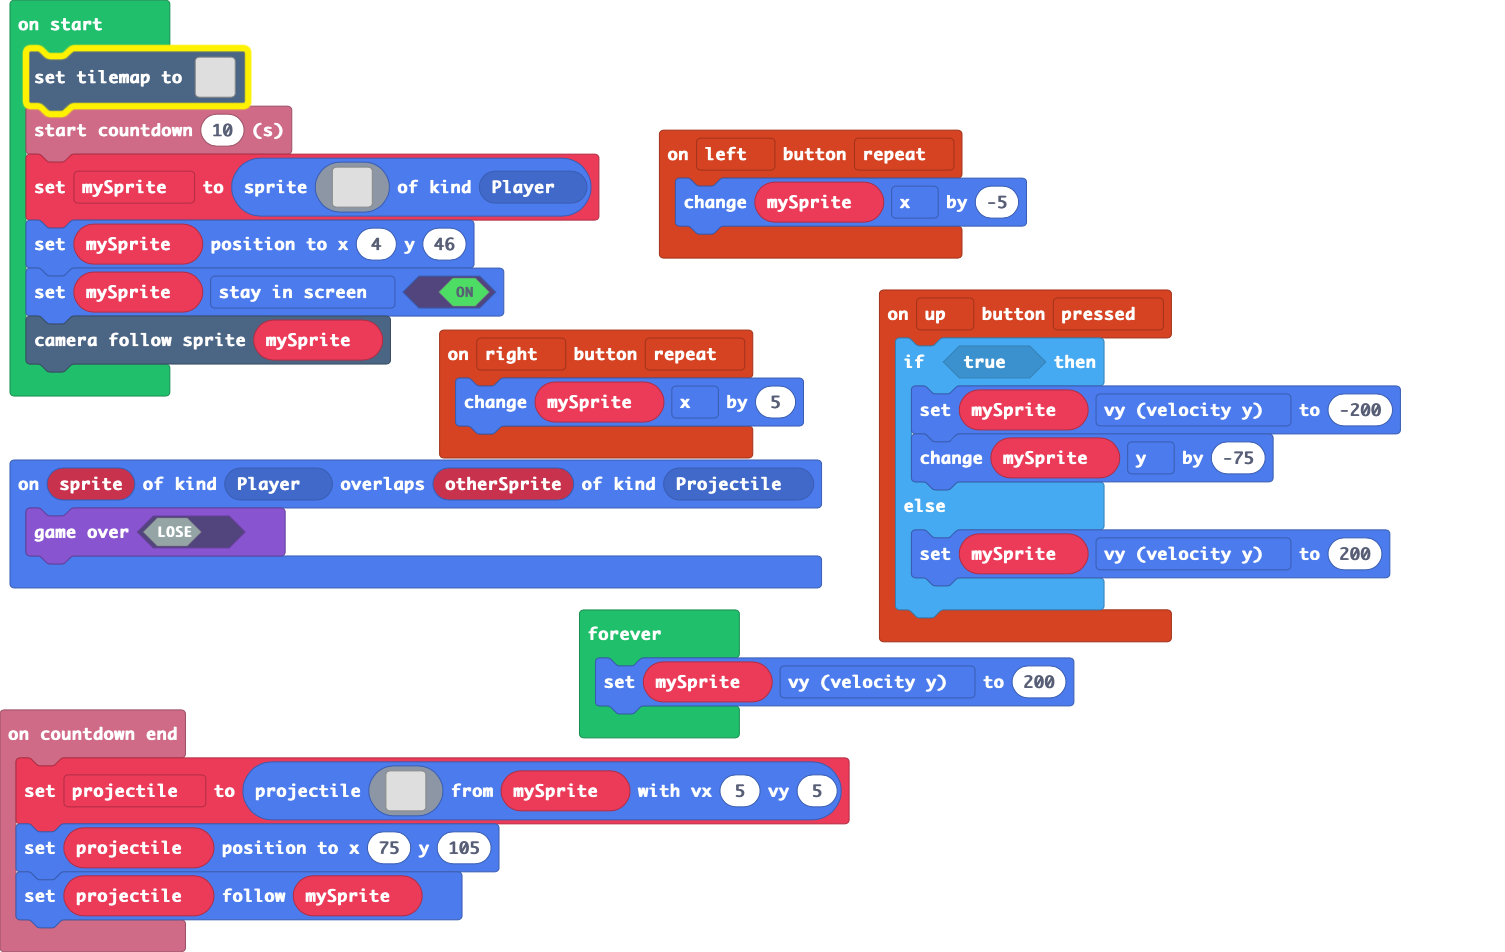 on start
set tilemap to
start countdown 10 (s)
set mySprite to sprite of kind Player
set mySprite position to x 4 y 46
set mySprite stay in screen ON
camera follow sprite mySprite
on left button repeat
change mySprite x by -5
on right button repeat
change mySprite x by 5
on up button pressed
if true then
set mySprite vy (velocity y) to -200
change mySprite y by -75
else
set mySprite vy (velocity y) to 200
on sprite of kind Player overlaps otherSprite of kind Projectile
game over LOSE
forever
set mySprite vy (velocity y) to 200
on countdown end
set projectile to projectile from mySprite with vx 5 vy 5
set projectile position to x 75 y 105
set projectile follow mySprite